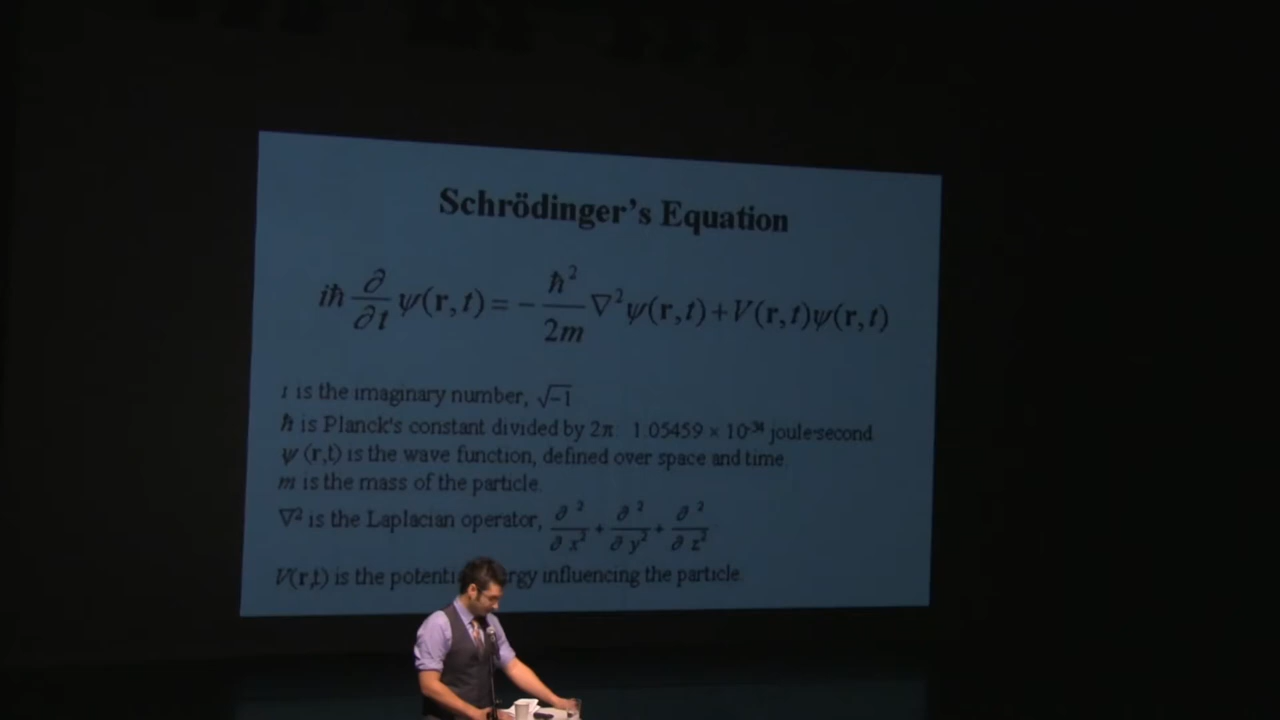 Schrödinger's Equation
iħ ∂/∂t ψ(r,t) = − ħ²/2m ∇²ψ(r,t) + V(r,t)ψ(r,t)
i is the imaginary number, √−1
ħ is Planck's constant divided by 2π: 1.05459 × 10⁻³⁴ joule-second
ψ (r,t) is the wave function, defined over space and time.
m is the mass of the particle.
∇² is the Laplacian operator, ∂²/∂x² + ∂²/∂y² + ∂²/∂z²
V(r,t) is the influencing the particle.